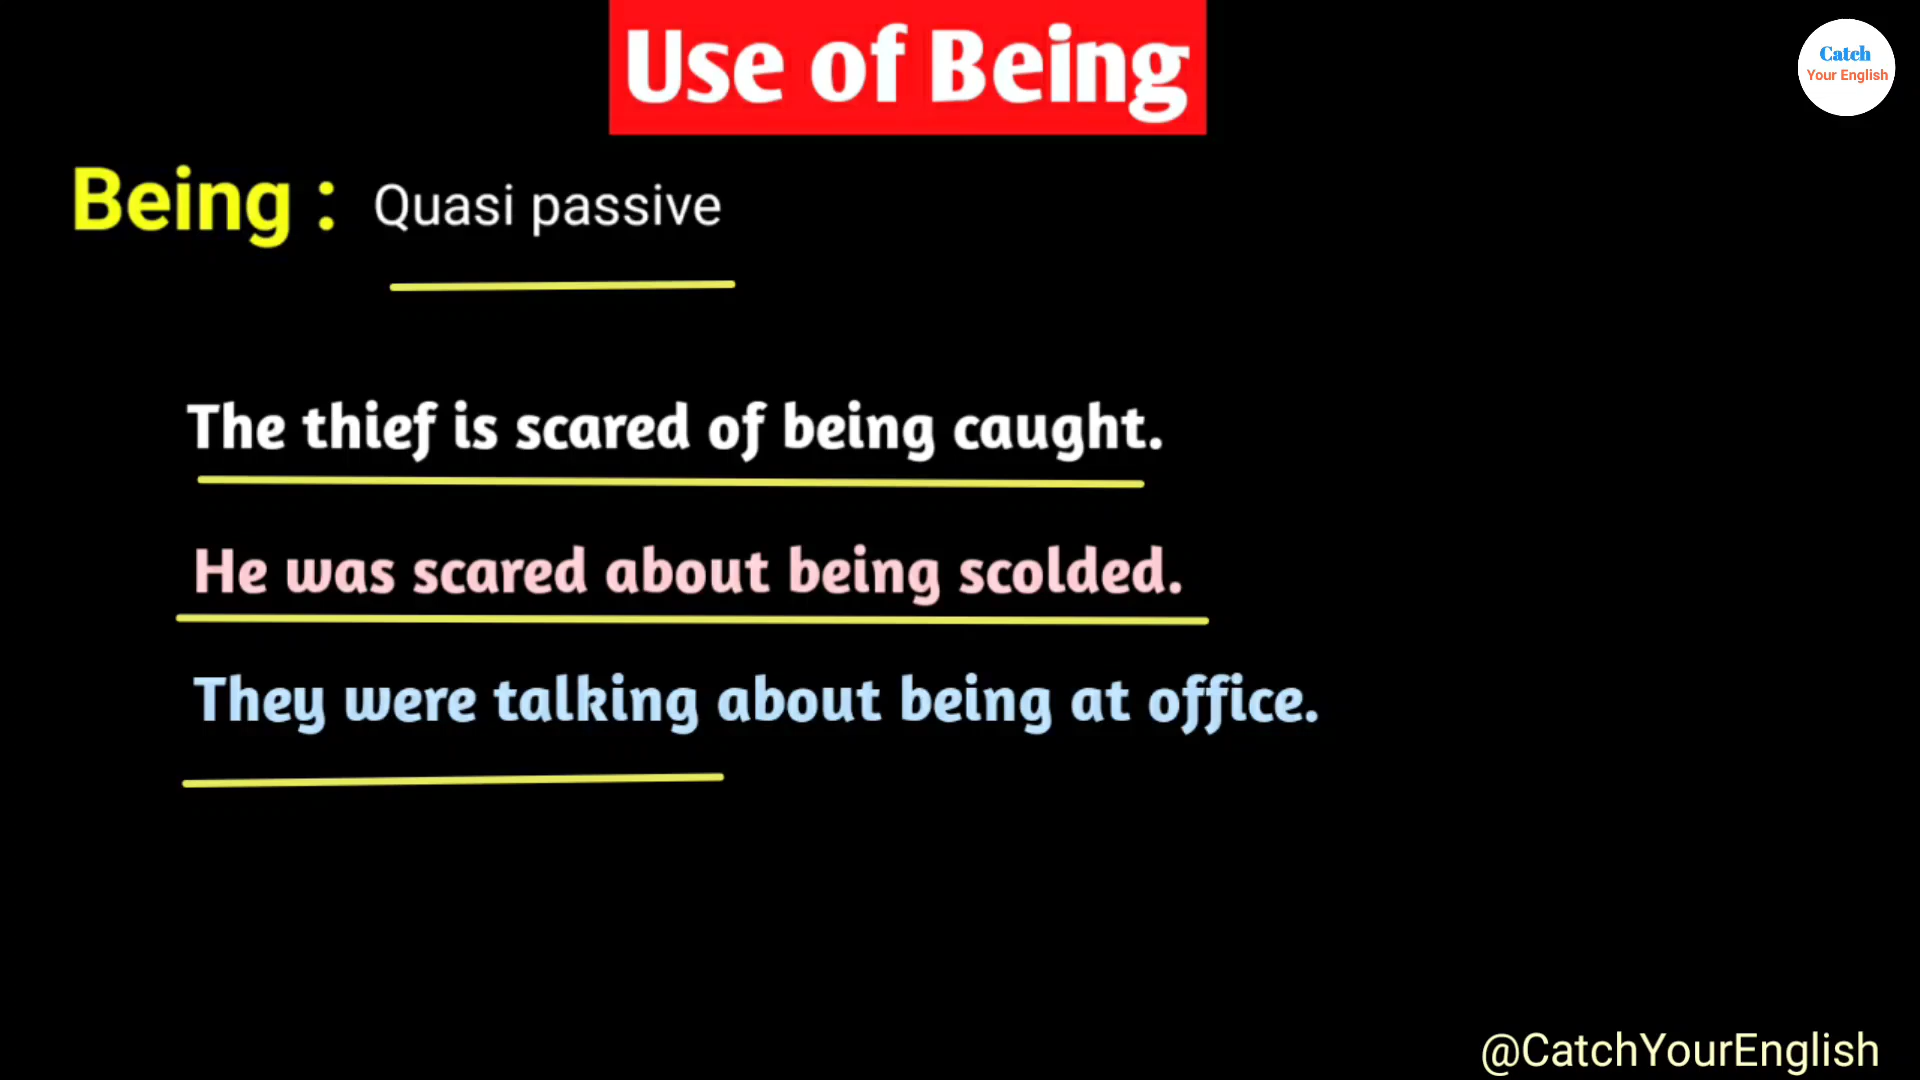 Use of Being
Catch
Your English
Being : Quasi passive
The thief is scared of being caught.
He was scared about being scolded.
They were talking about being at office.
@CatchYourEnglish